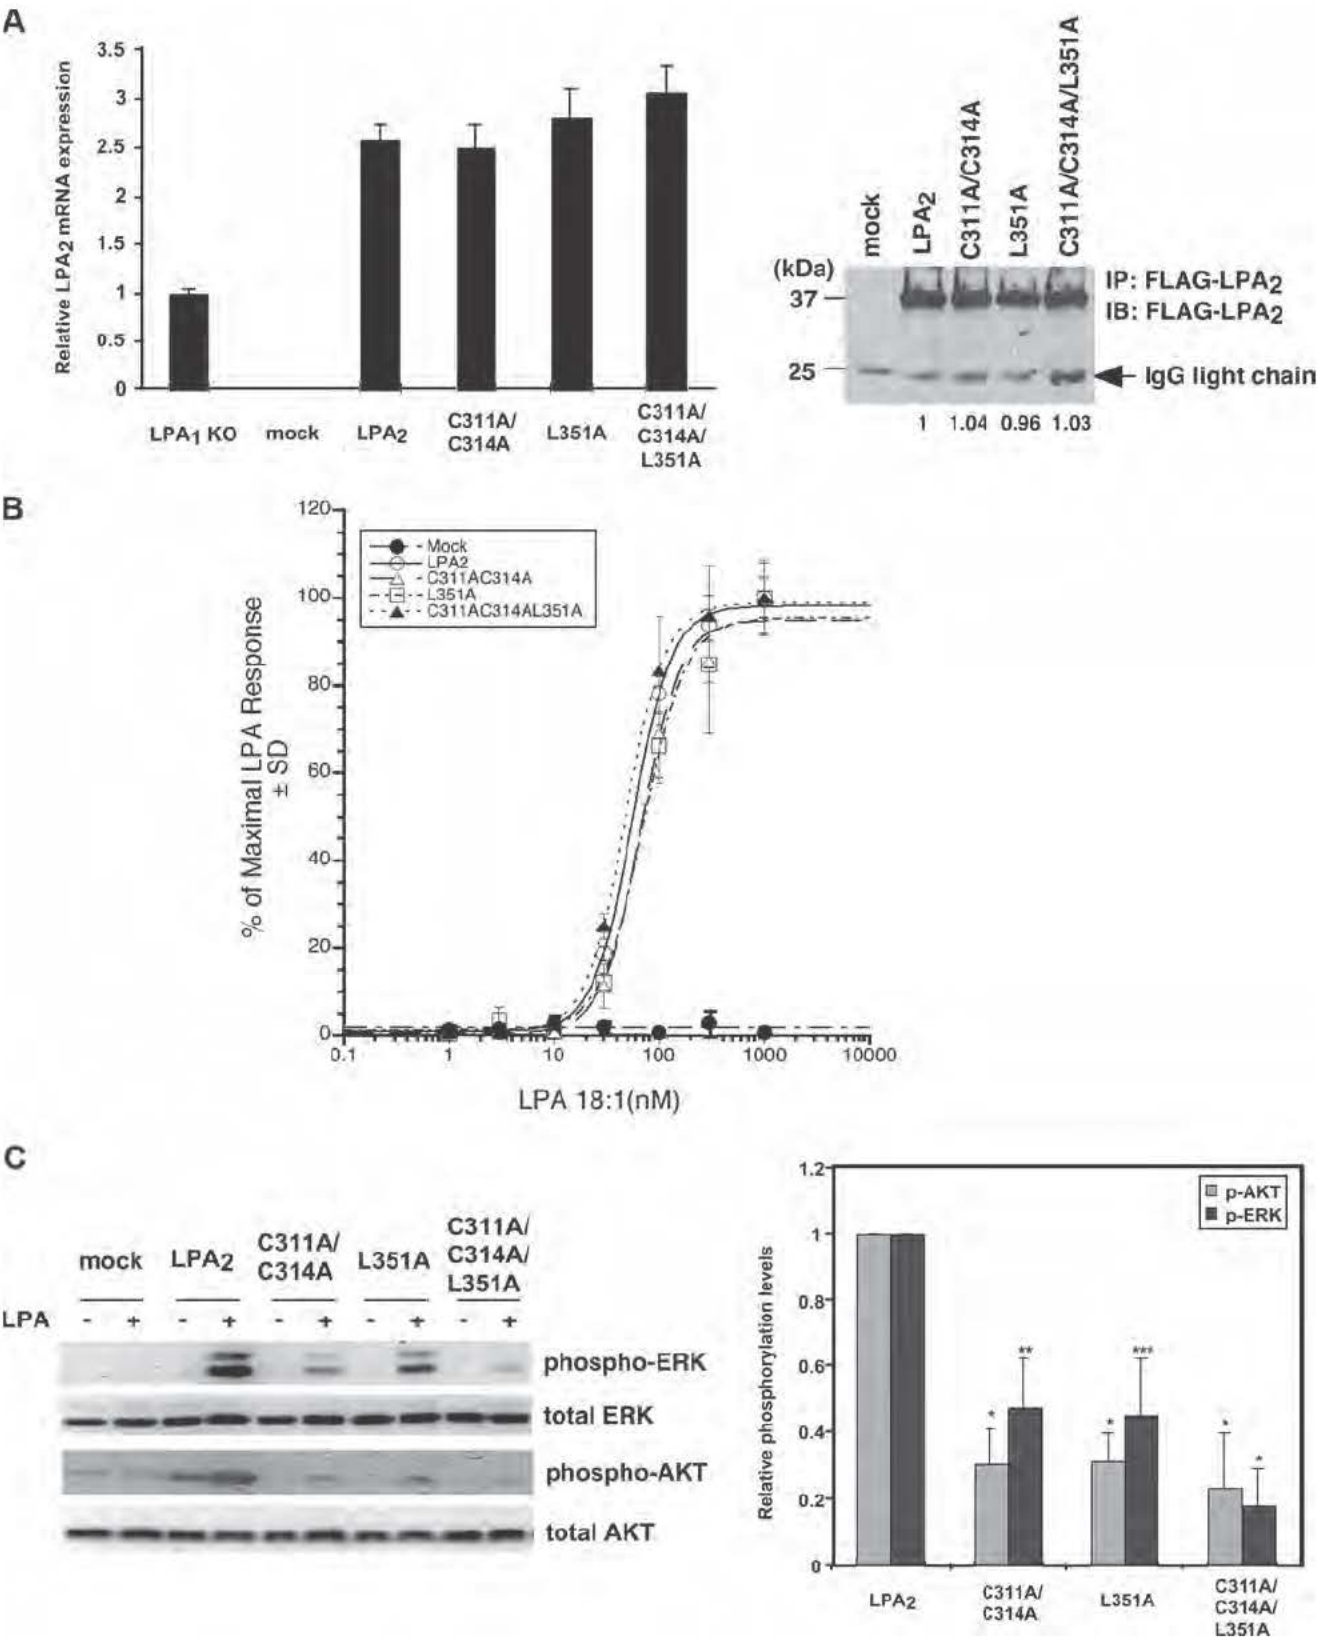 A
Relative LPA2 mRNA expression
3.5
3
2.5
2
1.5
1
0.5
0
LPA1 KO
mock
LPA2
C311A/
C314A
L351A
C311A/
C314A/
L351A
mock
LPA2
C311A/C314A
L351A
C311A/C314A/L351A
(kDa)
37
25
IP: FLAG-LPA2
IB: FLAG-LPA2
IgG light chain
1 1.04 0.96 1.03
B
% of Maximal LPA Response
± SD
120
100
80
60
40
20
0
Mock
LPA2
C311AC314A
L351A
C311AC314AL351A
0.1 1 10 100 1000 10000
LPA 18:1(nM)
C
mock
LPA2
C311A/
C314A
L351A
C311A/
C314A/
L351A
LPA - + - + - + - + - +
phospho-ERK
total ERK
phospho-AKT
total AKT
Relative phosphorylation levels
1.2
1
0.8
0.6
0.4
0.2
0
p-AKT
p-ERK
* ** * *** * *
LPA2
C311A/
C314A
L351A
C311A/
C314A/
L351A